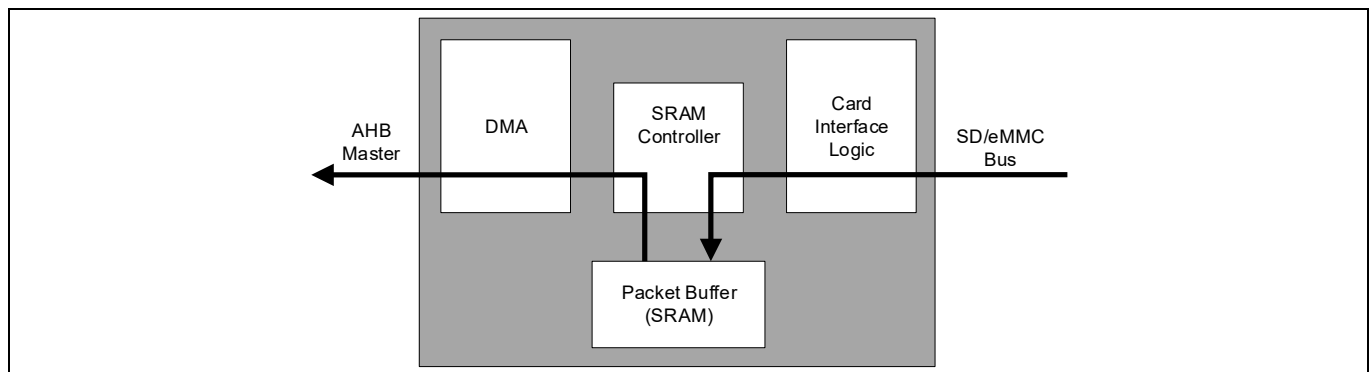 AHB
Master
DMA
SRAM
Controller
Card
Interface
Logic
SD/eMMC
Bus
Packet Buffer
(SRAM)